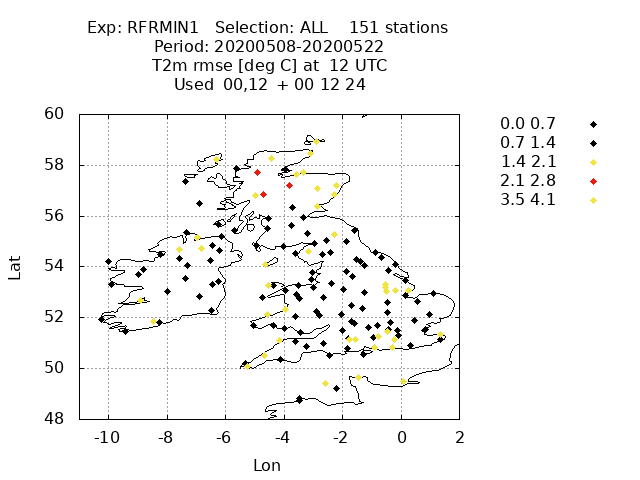 Exp: RFRMIN1 Selection: ALL 151 stations
Period: 20200508-20200522
T2m rmse [deg C] at 12 UTC
Used 00,12 + 00 12 24
60
58
56
54
52
50
48
Lat
-10 -8 -6 -4 -2 0 2
Lon
0.0 0.7
0.7 1.4
1.4 2.1
2.1 2.8
3.5 4.1